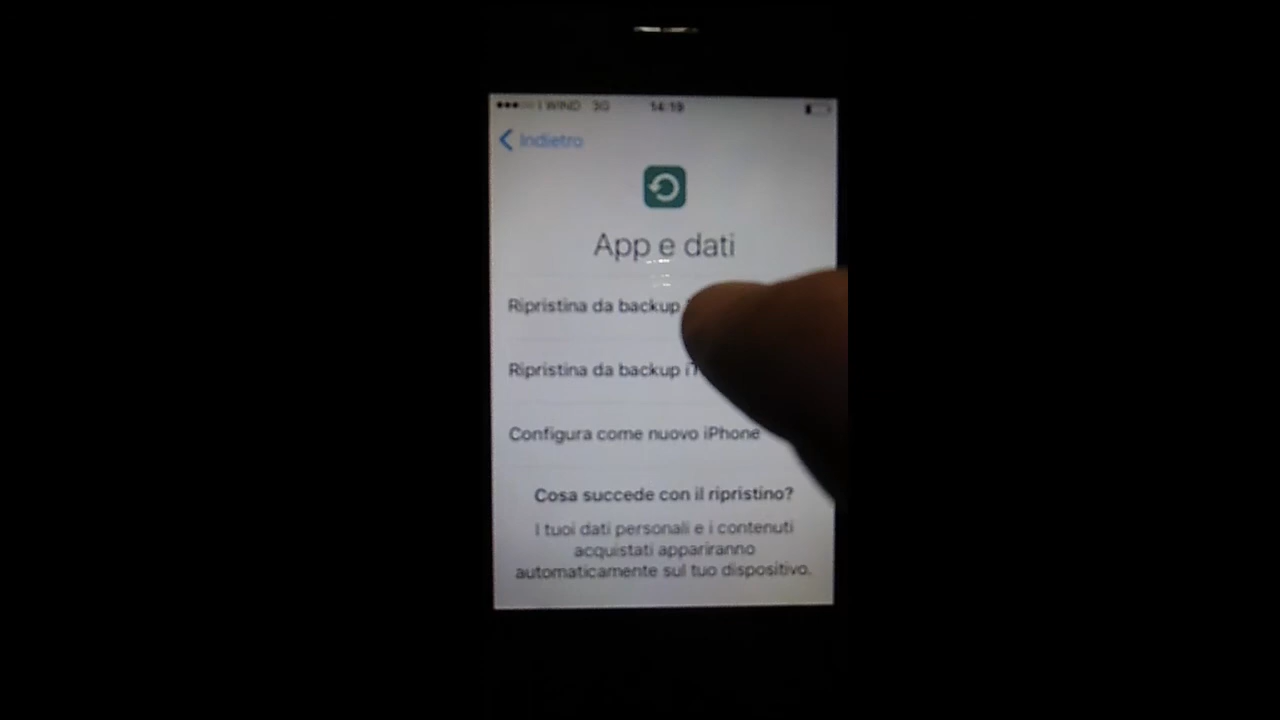 I WIND 3G 14:19
Indietro
App e dati
Ripristina da backup
Ripristina da backup
Configura come nuovo iPhone
Cosa succede con il ripristino?
I tuoi dati personali e i contenuti
acquistati appariranno
automaticamente sul tuo dispositivo.